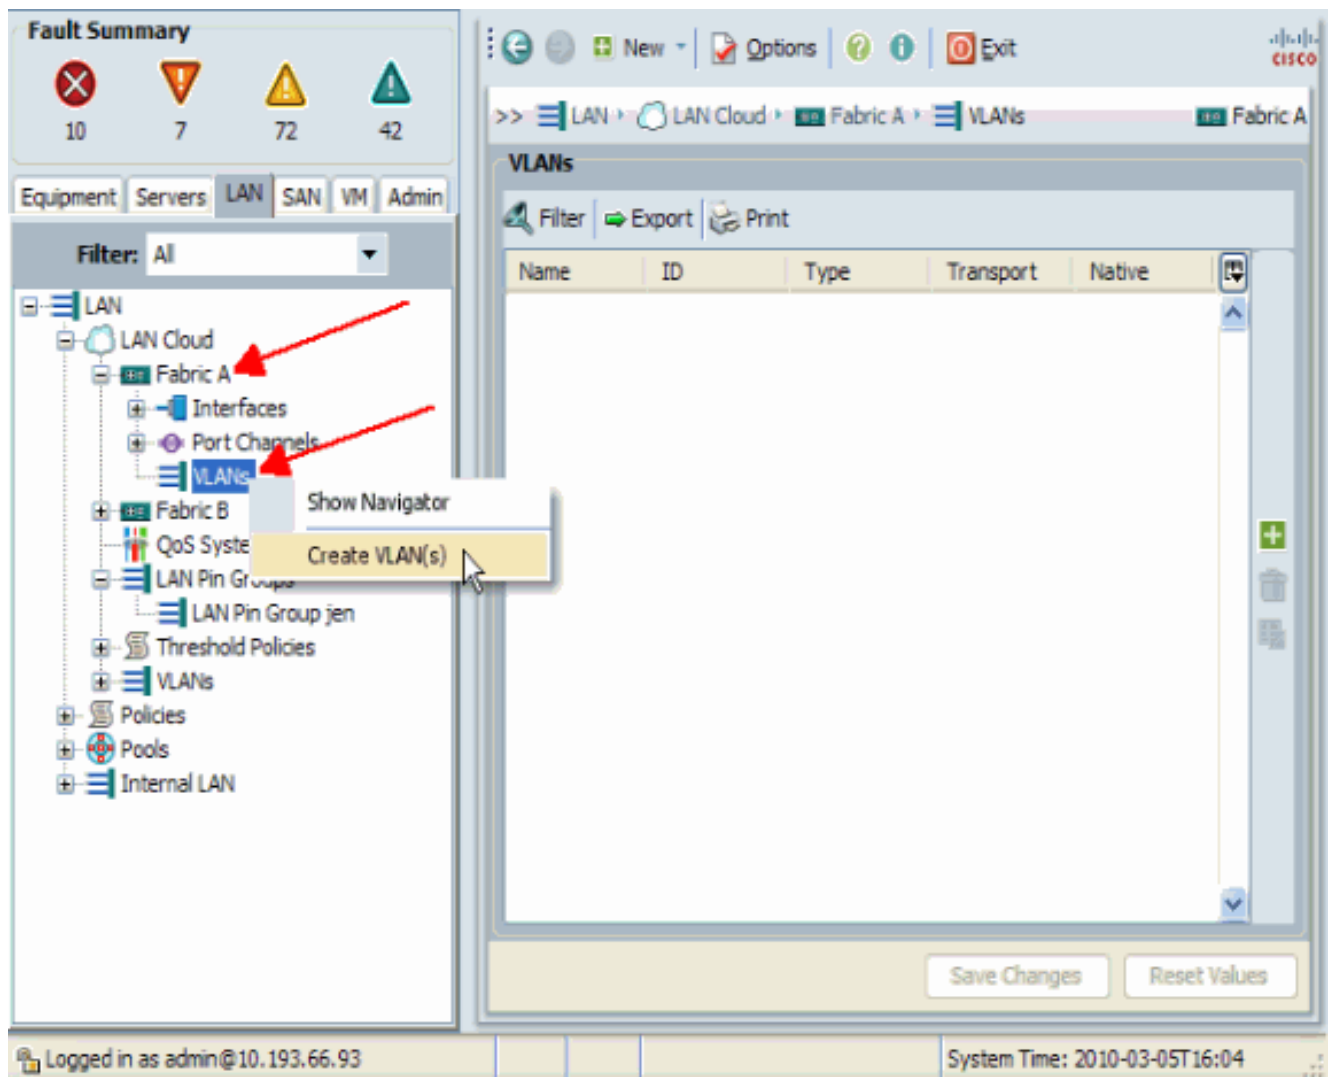 Fault Summary
10 7 72 42
Equipment Servers LAN SAN VM Admin
Filter: All
LAN
LAN Cloud
Fabric A
Interfaces
Port Channels
VLANs
Fabric B
QoS Syste
LAN Pin Groups
LAN Pin Group jen
Threshold Policies
VLANs
Policies
Pools
Internal LAN
Show Navigator
Create VLAN(s)
New Options Exit
CISCO
>> LAN LAN Cloud Fabric A VLANs Fabric A
VLANs
Filter Export Print
Name ID Type Transport Native
Save Changes Reset Values
Logged in as admin@10.193.66.93
System Time: 2010-03-05T16:04